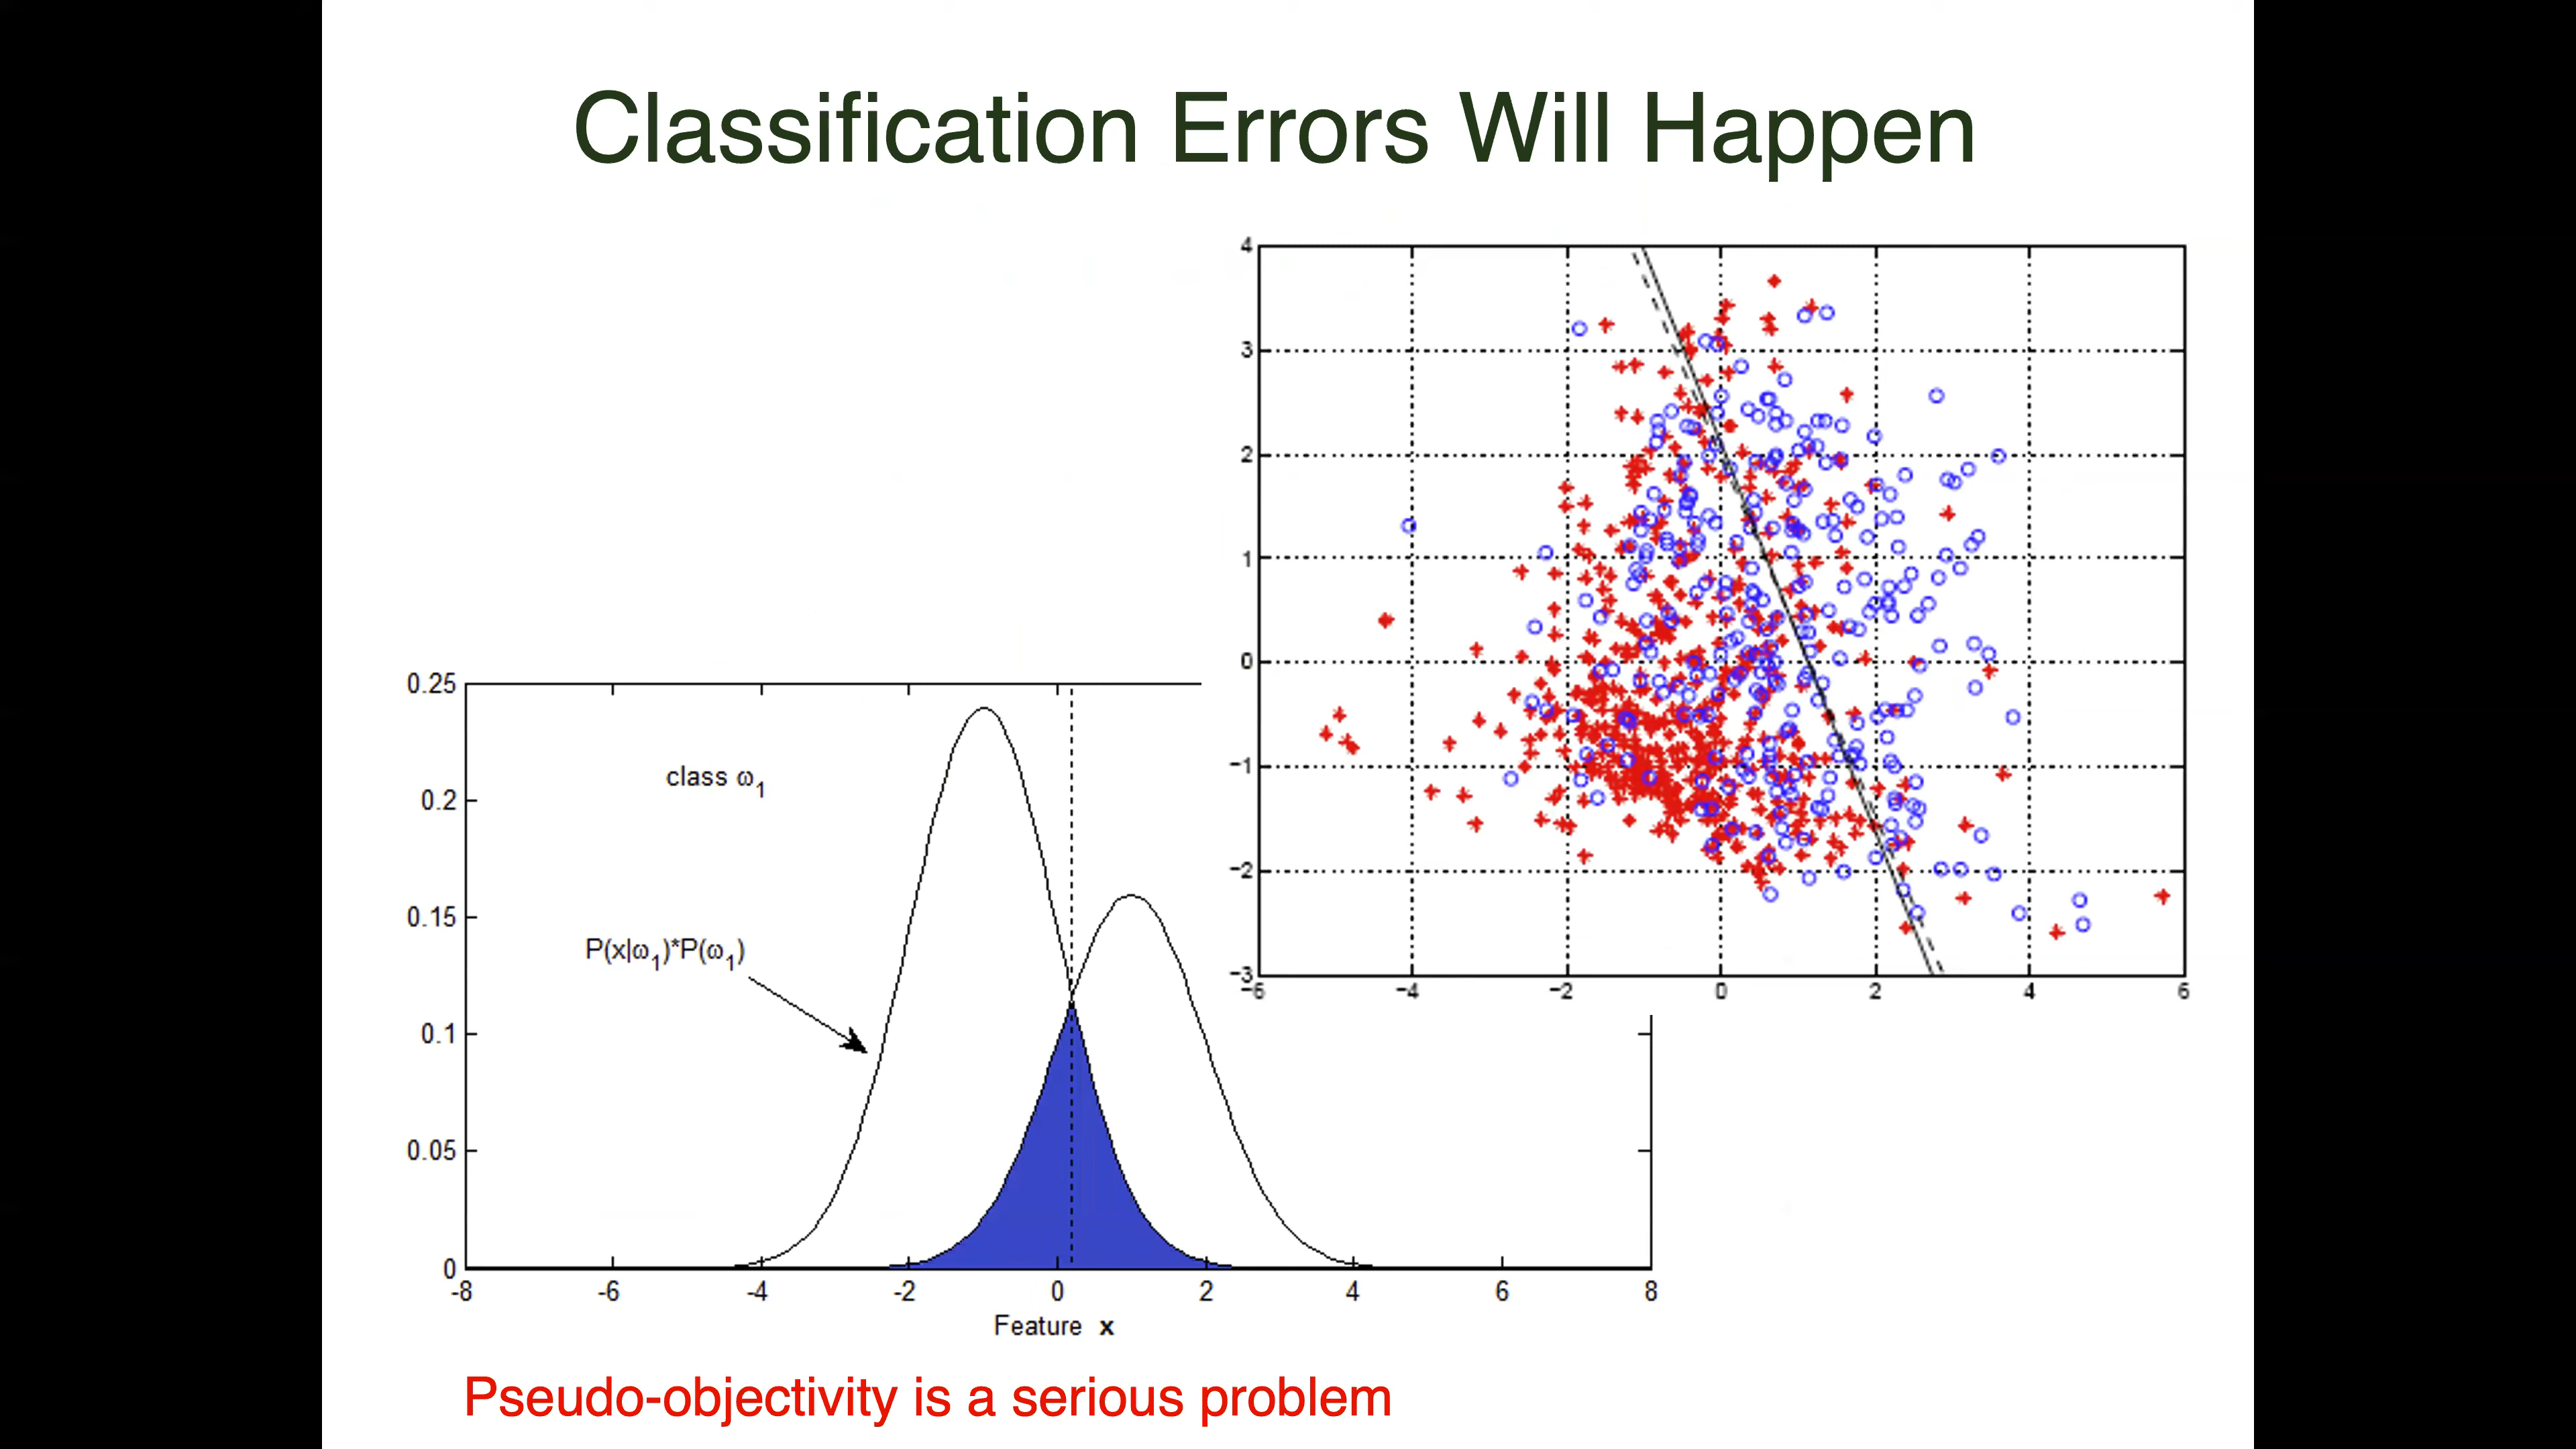 Classification Errors Will Happen
4
3
2
1
0
−1
−2
−3
−6 −4 −2 0 2 4 6
0.25
0.2
0.15
0.1
0.05
0
class ω1
P(x|ω1)*P(ω1)
-8 -6 -4 -2 0 2 4 6 8
Feature x
Pseudo-objectivity is a serious problem